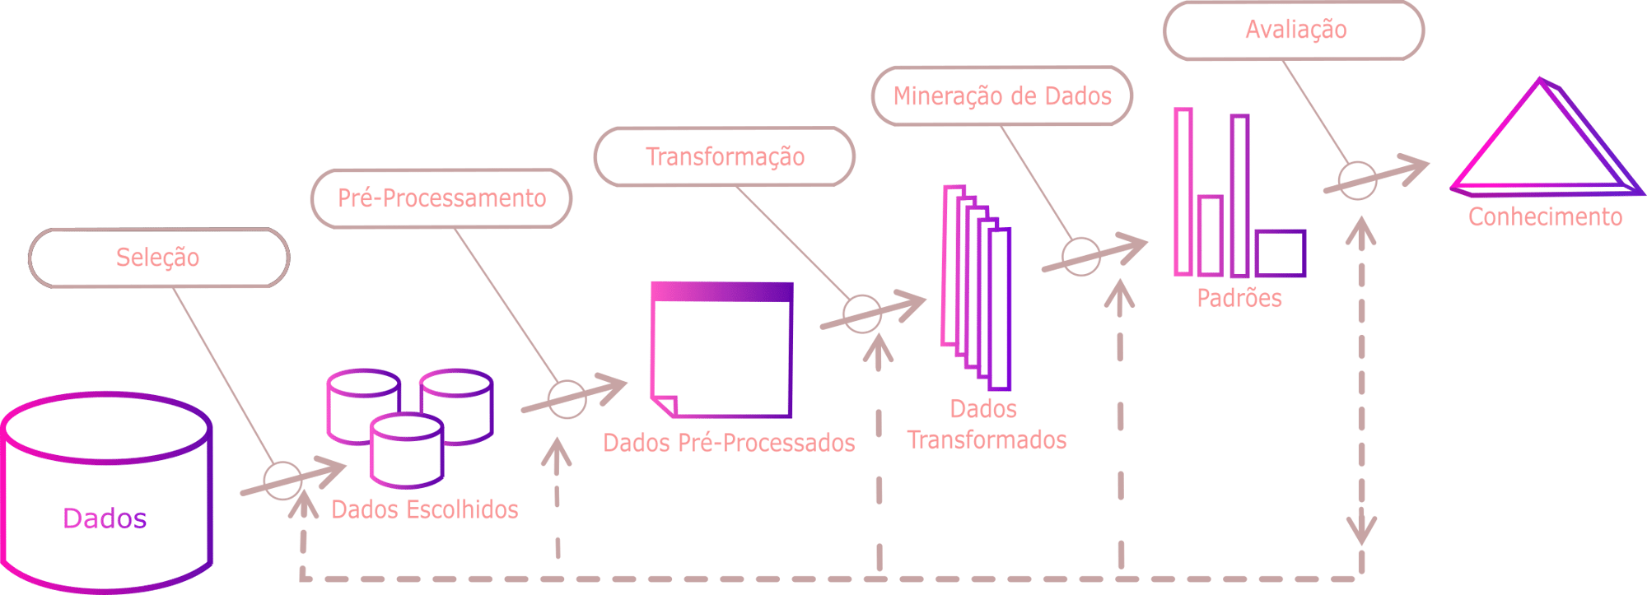 Avaliação
Mineração de Dados
Transformação
Pré-Processamento
Seleção
Conhecimento
Padrões
Dados
Transformados
Dados Pré-Processados
Dados Escolhidos
Dados